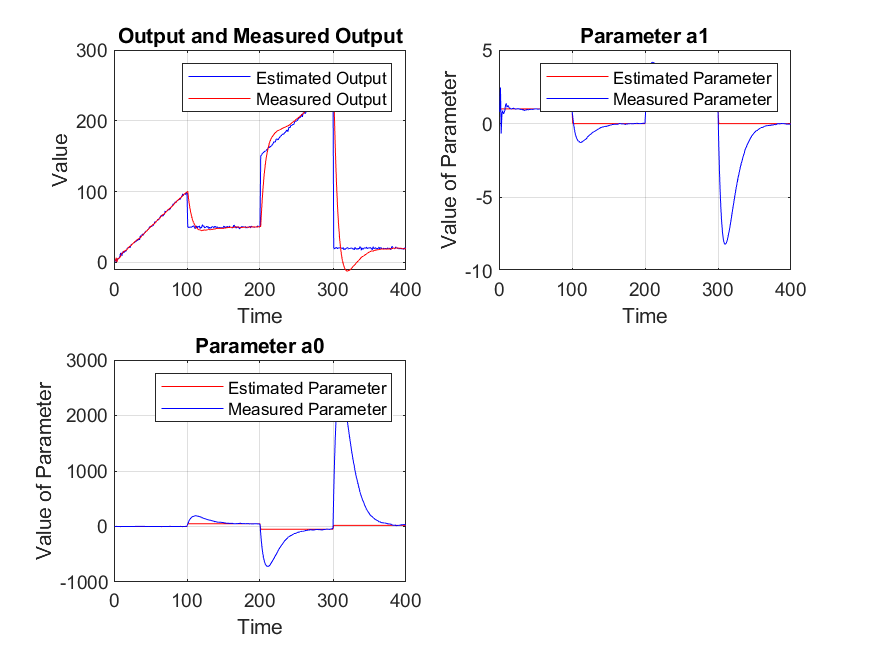 Output and Measured Output
300
200
100
0
Value
Estimated Output
Measured Output
0 100 200 300 400
Time
Parameter a1
5
0
-5
-10
Value of Parameter
Estimated Parameter
Measured Parameter
0 100 200 300 400
Time
Parameter a0
3000
2000
1000
0
-1000
Value of Parameter
Estimated Parameter
Measured Parameter
0 100 200 300 400
Time